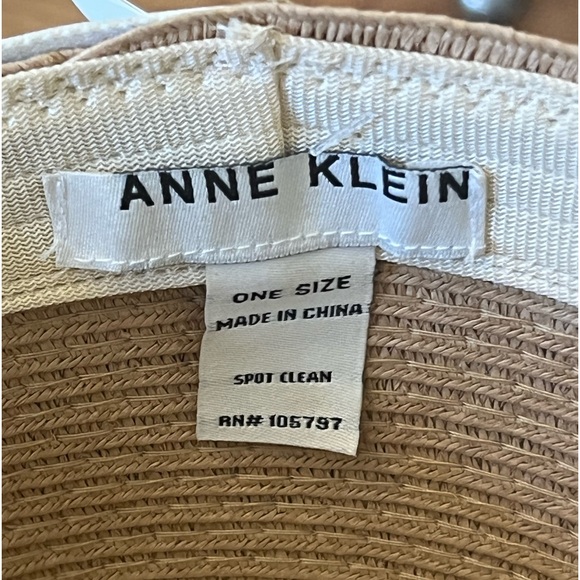 ANNE KLEIN
ONE SIZE
MADE IN CHINA
SPOT CLEAN
RN# 105797